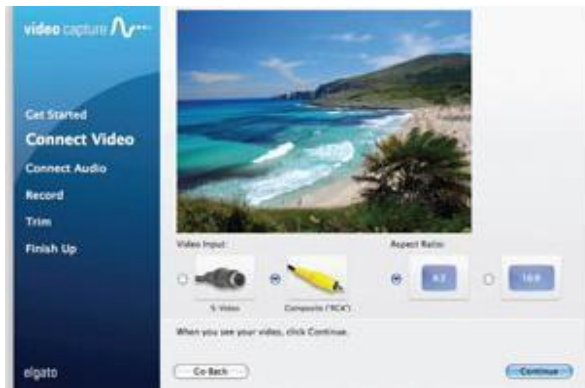 video capture
Get Started
Connect Video
Connect Audio
Record
Trim
Finish Up
Video Input:
Aspect Ratio:
4:3
16:9
S-Video
Composite ("RCA")
When you see your video, click Continue.
elgato
Go Back
Continue